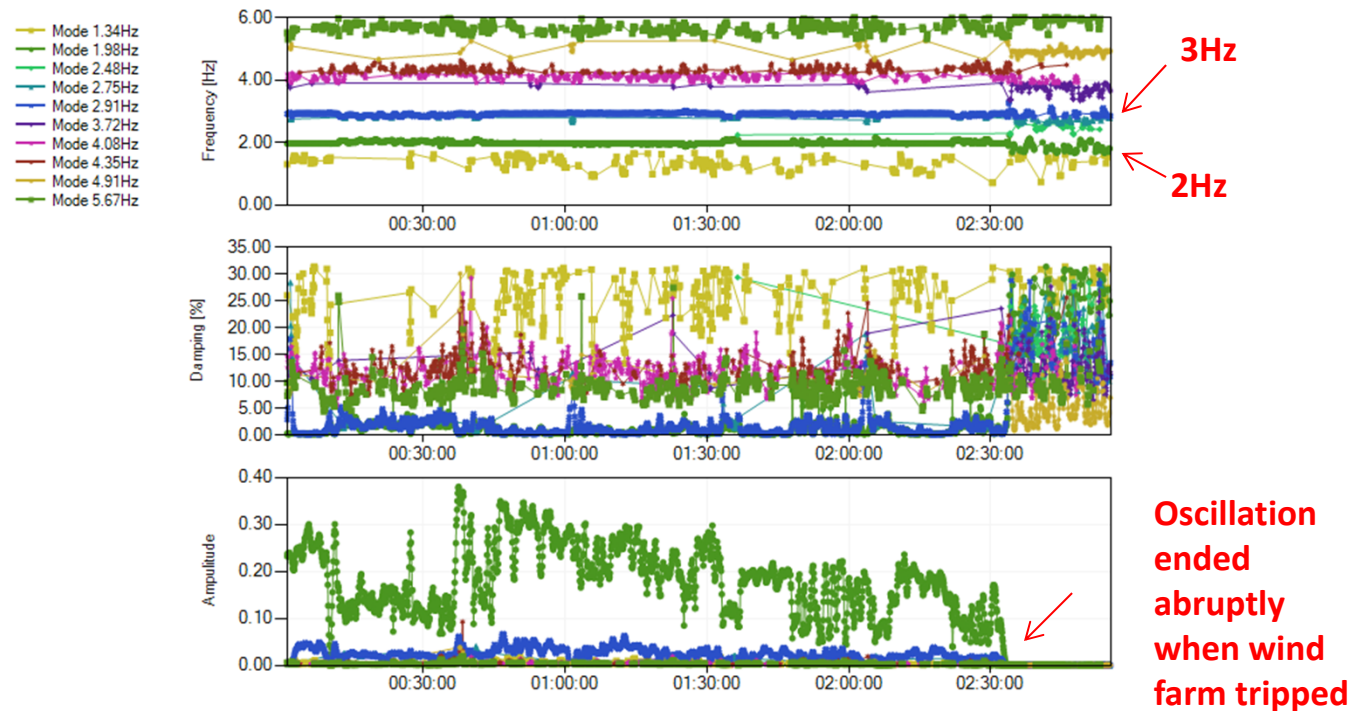 Mode 1.34Hz
Mode 1.98Hz
Mode 2.48Hz
Mode 2.75Hz
Mode 2.91Hz
Mode 3.72Hz
Mode 4.08Hz
Mode 4.35Hz
Mode 4.91Hz
Mode 5.67Hz
Frequency [Hz]
6.00
4.00
2.00
0.00
00:30:00 01:00:00 01:30:00 02:00:00 02:30:00
3Hz
2Hz
Damping [%]
35.00
30.00
25.00
20.00
15.00
10.00
5.00
0.00
00:30:00 01:00:00 01:30:00 02:00:00 02:30:00
Ampulitude
0.40
0.30
0.20
0.10
0.00
00:30:00 01:00:00 01:30:00 02:00:00 02:30:00
Oscillation
ended
abruptly
when wind
farm tripped